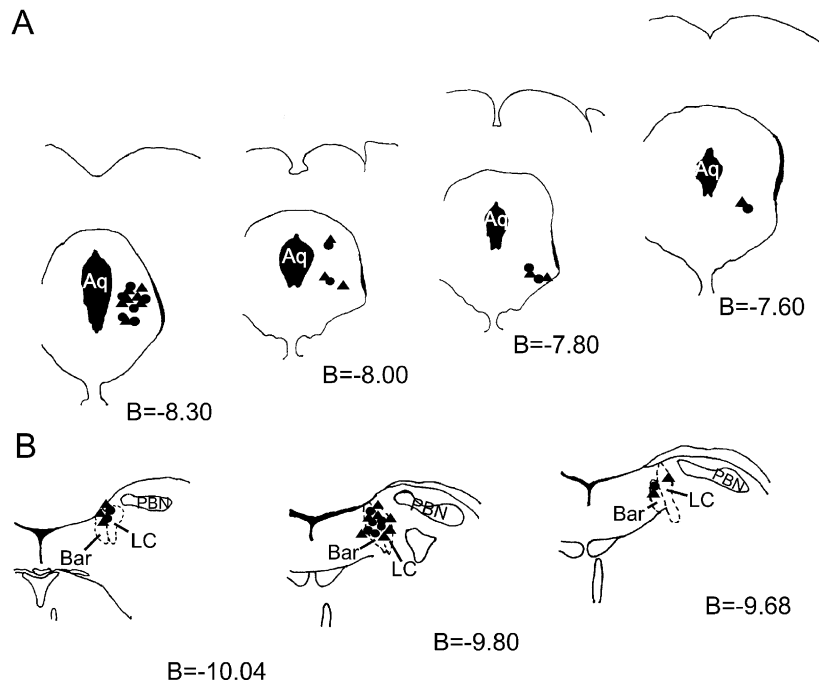 A
Aq
Aq
Aq
Aq
B=-7.60
B=-7.80
B=-8.00
B=-8.30
B
PBN
PBN
PBN
LC
Bar
LC
Bar
Bar
LC
B=-9.68
B=-9.80
B=-10.04